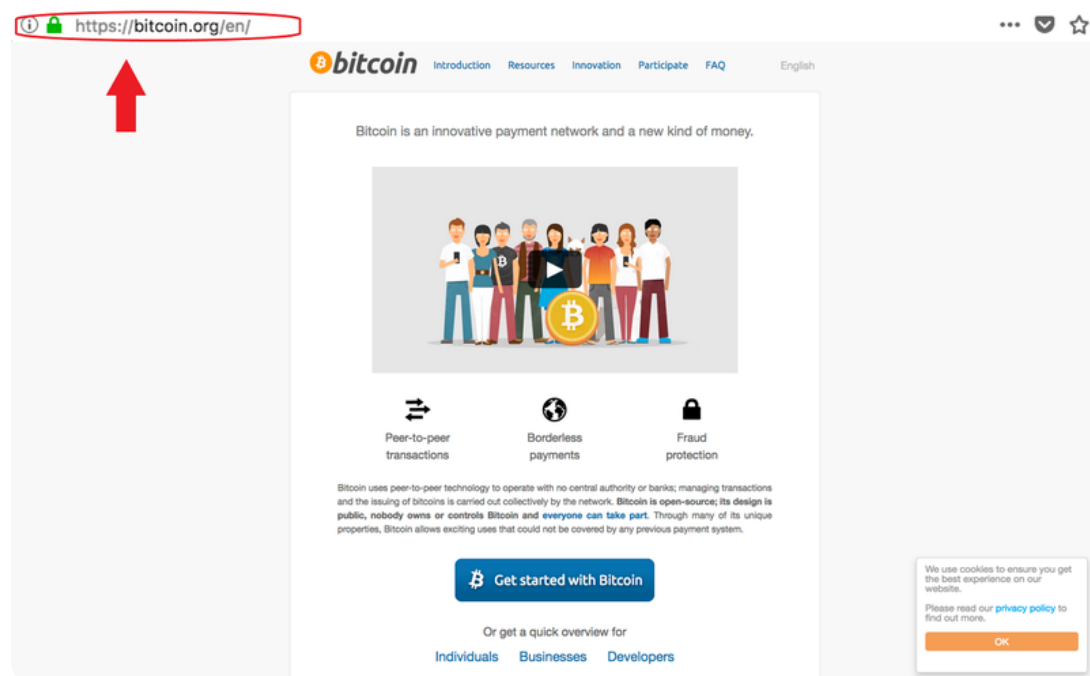 https://bitcoin.org/en/
bitcoin Introduction Resources Innovation Participate FAQ English
Bitcoin is an innovative payment network and a new kind of money.
Peer-to-peer
transactions
Borderless
payments
Fraud
protection
Bitcoin uses peer-to-peer technology to operate with no central authority or banks; managing transactions
and the issuing of bitcoins is carried out collectively by the network. Bitcoin is open-source; its design is
public, nobody owns or controls Bitcoin and everyone can take part. Through many of its unique
properties, Bitcoin allows exciting uses that could not be covered by any previous payment system.
Get started with Bitcoin
Or get a quick overview for
Individuals Businesses Developers
We use cookies to ensure you get
the best experience on our
website.
Please read our privacy policy to
find out more.
OK